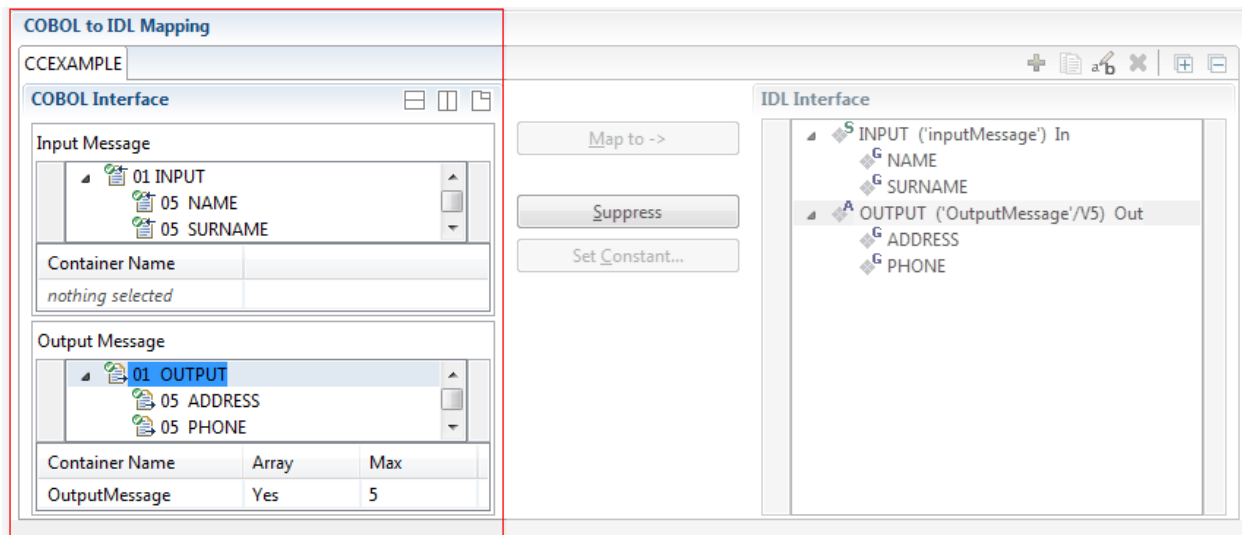 COBOL to IDL Mapping
CCEXAMPLE
COBOL Interface
Input Message
01 INPUT
05 NAME
05 SURNAME
Container Name
nothing selected
Output Message
01 OUTPUT
05 ADDRESS
05 PHONE
Container Name Array Max
OutputMessage Yes 5
Map to ->
Suppress
Set Constant...
IDL Interface
S INPUT ('inputMessage') In
G NAME
G SURNAME
A OUTPUT ('OutputMessage'/V5) Out
G ADDRESS
G PHONE